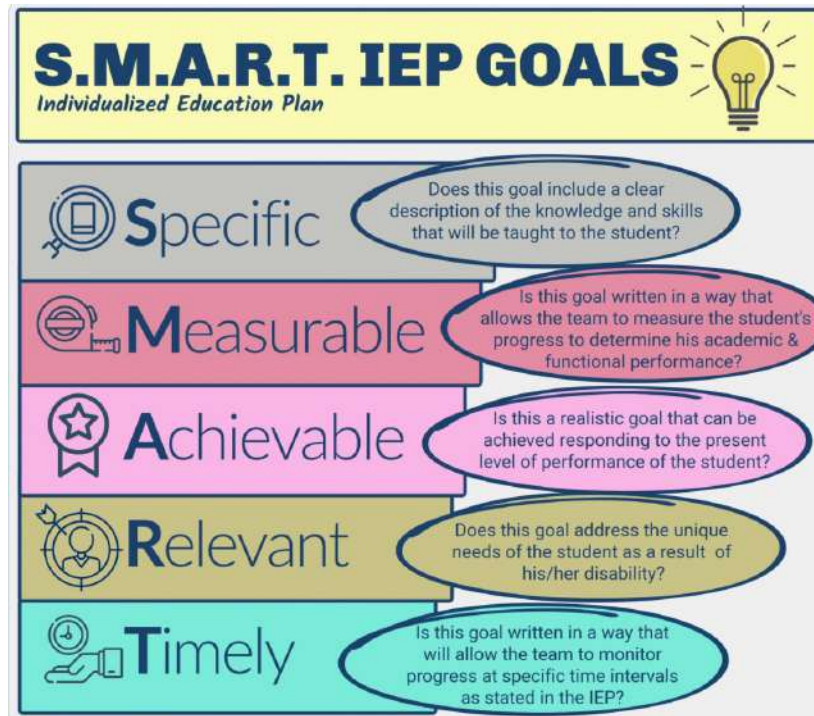 S.M.A.R.T. IEP GOALS
Individualized Education Plan
Specific
Does this goal include a clear
description of the knowledge and skills
that will be taught to the student?
Measurable
Is this goal written in a way that
allows the team to measure the student's
progress to determine his academic &
functional performance?
Achievable
Is this a realistic goal that can be
achieved responding to the present
level of performance of the student?
Relevant
Does this goal address the unique
needs of the student as a result of
his/her disability?
Timely
Is this goal written in a way that
will allow the team to monitor
progress at specific time intervals
as stated in the IEP?